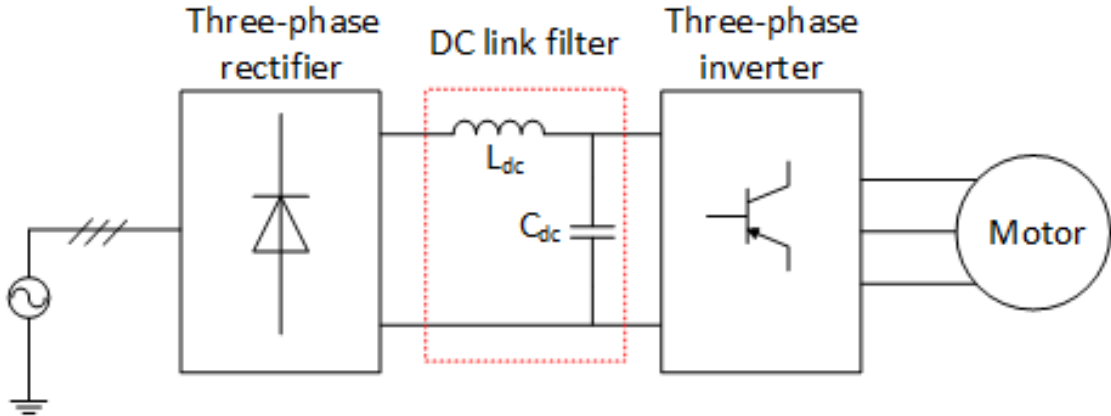 Three-phase
rectifier
DC link filter
Three-phase
inverter
Ldc
Cdc
Motor